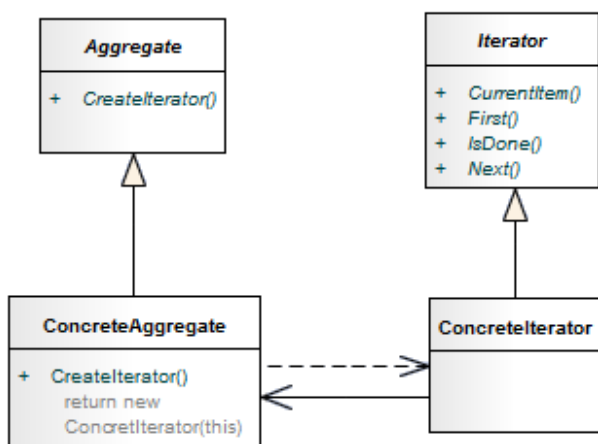 Aggregate
+ CreateIterator()
Iterator
+ CurrentItem()
+ First()
+ IsDone()
+ Next()
ConcreteAggregate
+ CreateIterator()
return new
ConcretIterator(this)
ConcreteIterator